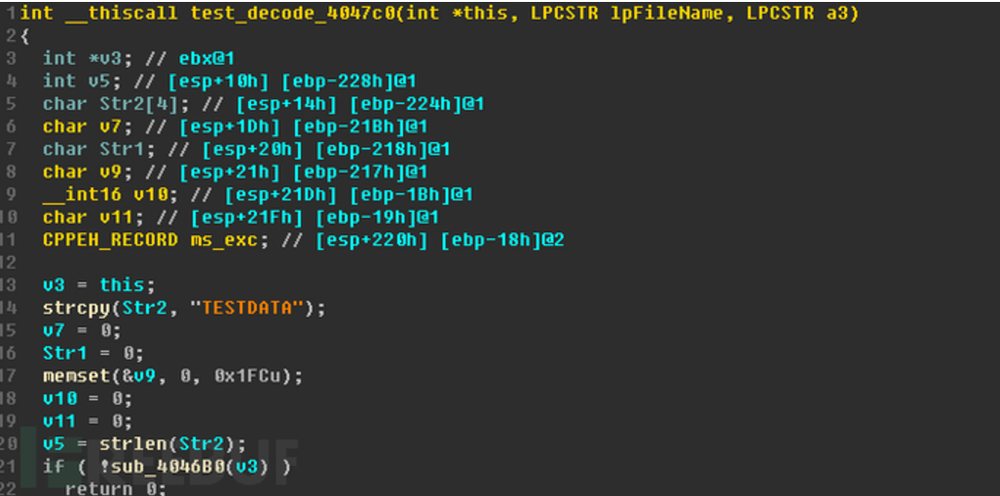 1 int __thiscall test_decode_4047c0(int *this, LPCSTR lpFileName, LPCSTR a3)
2 {
3 int *v3; // ebx@1
4 int v5; // [esp+10h] [ebp-228h]@1
5 char Str2[4]; // [esp+14h] [ebp-224h]@1
6 char v7; // [esp+1Dh] [ebp-21Bh]@1
7 char Str1; // [esp+20h] [ebp-218h]@1
8 char v9; // [esp+21h] [ebp-217h]@1
9 __int16 v10; // [esp+21Dh] [ebp-1Bh]@1
10 char v11; // [esp+21Fh] [ebp-19h]@1
11 CPPEH_RECORD ms_exc; // [esp+220h] [ebp-18h]@2
12
13 v3 = this;
14 strcpy(Str2, "TESTDATA");
15 v7 = 0;
16 Str1 = 0;
17 memset(&v9, 0, 0x1FCu);
18 v10 = 0;
19 v11 = 0;
20 v5 = strlen(Str2);
21 if ( !sub_4046B0(v3) )
22 return 0;